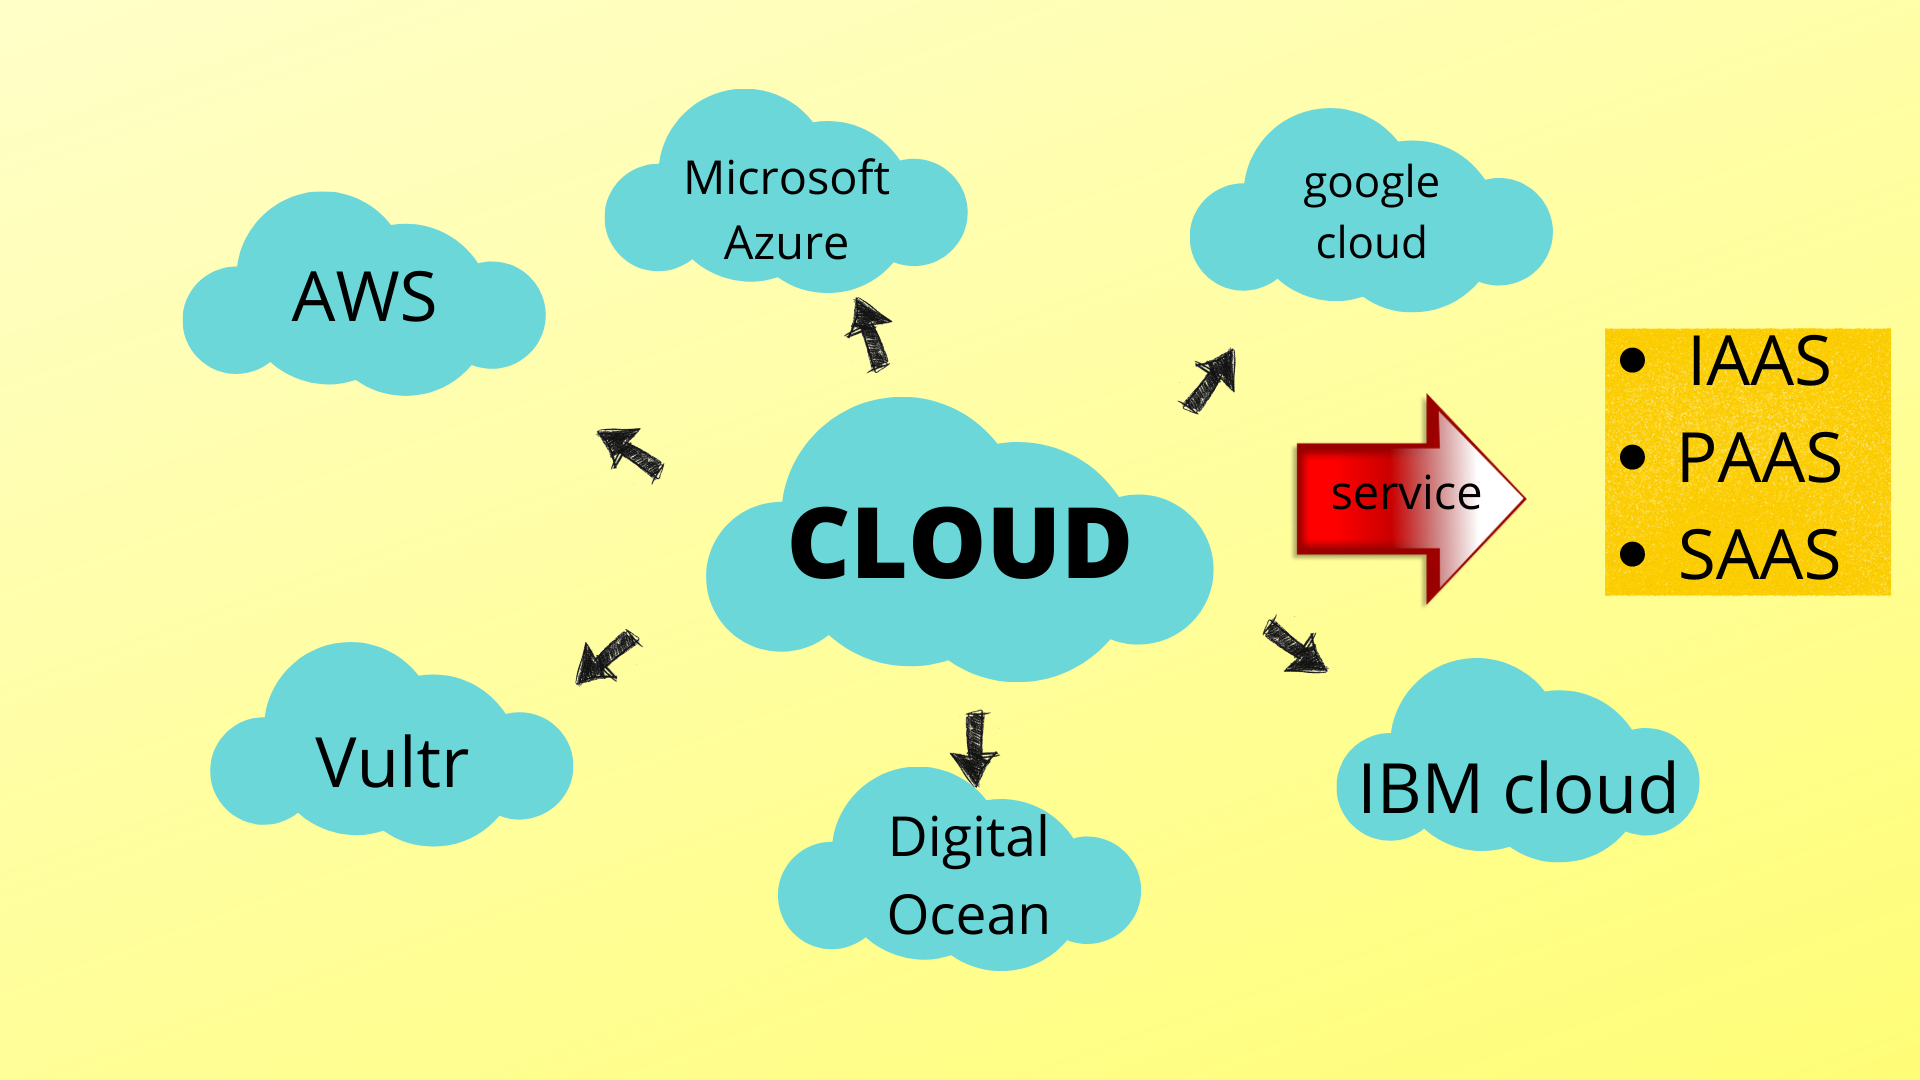 Microsoft
Azure
google
cloud
AWS
IAAS
PAAS
SAAS
service
CLOUD
Vultr
IBM cloud
Digital
Ocean